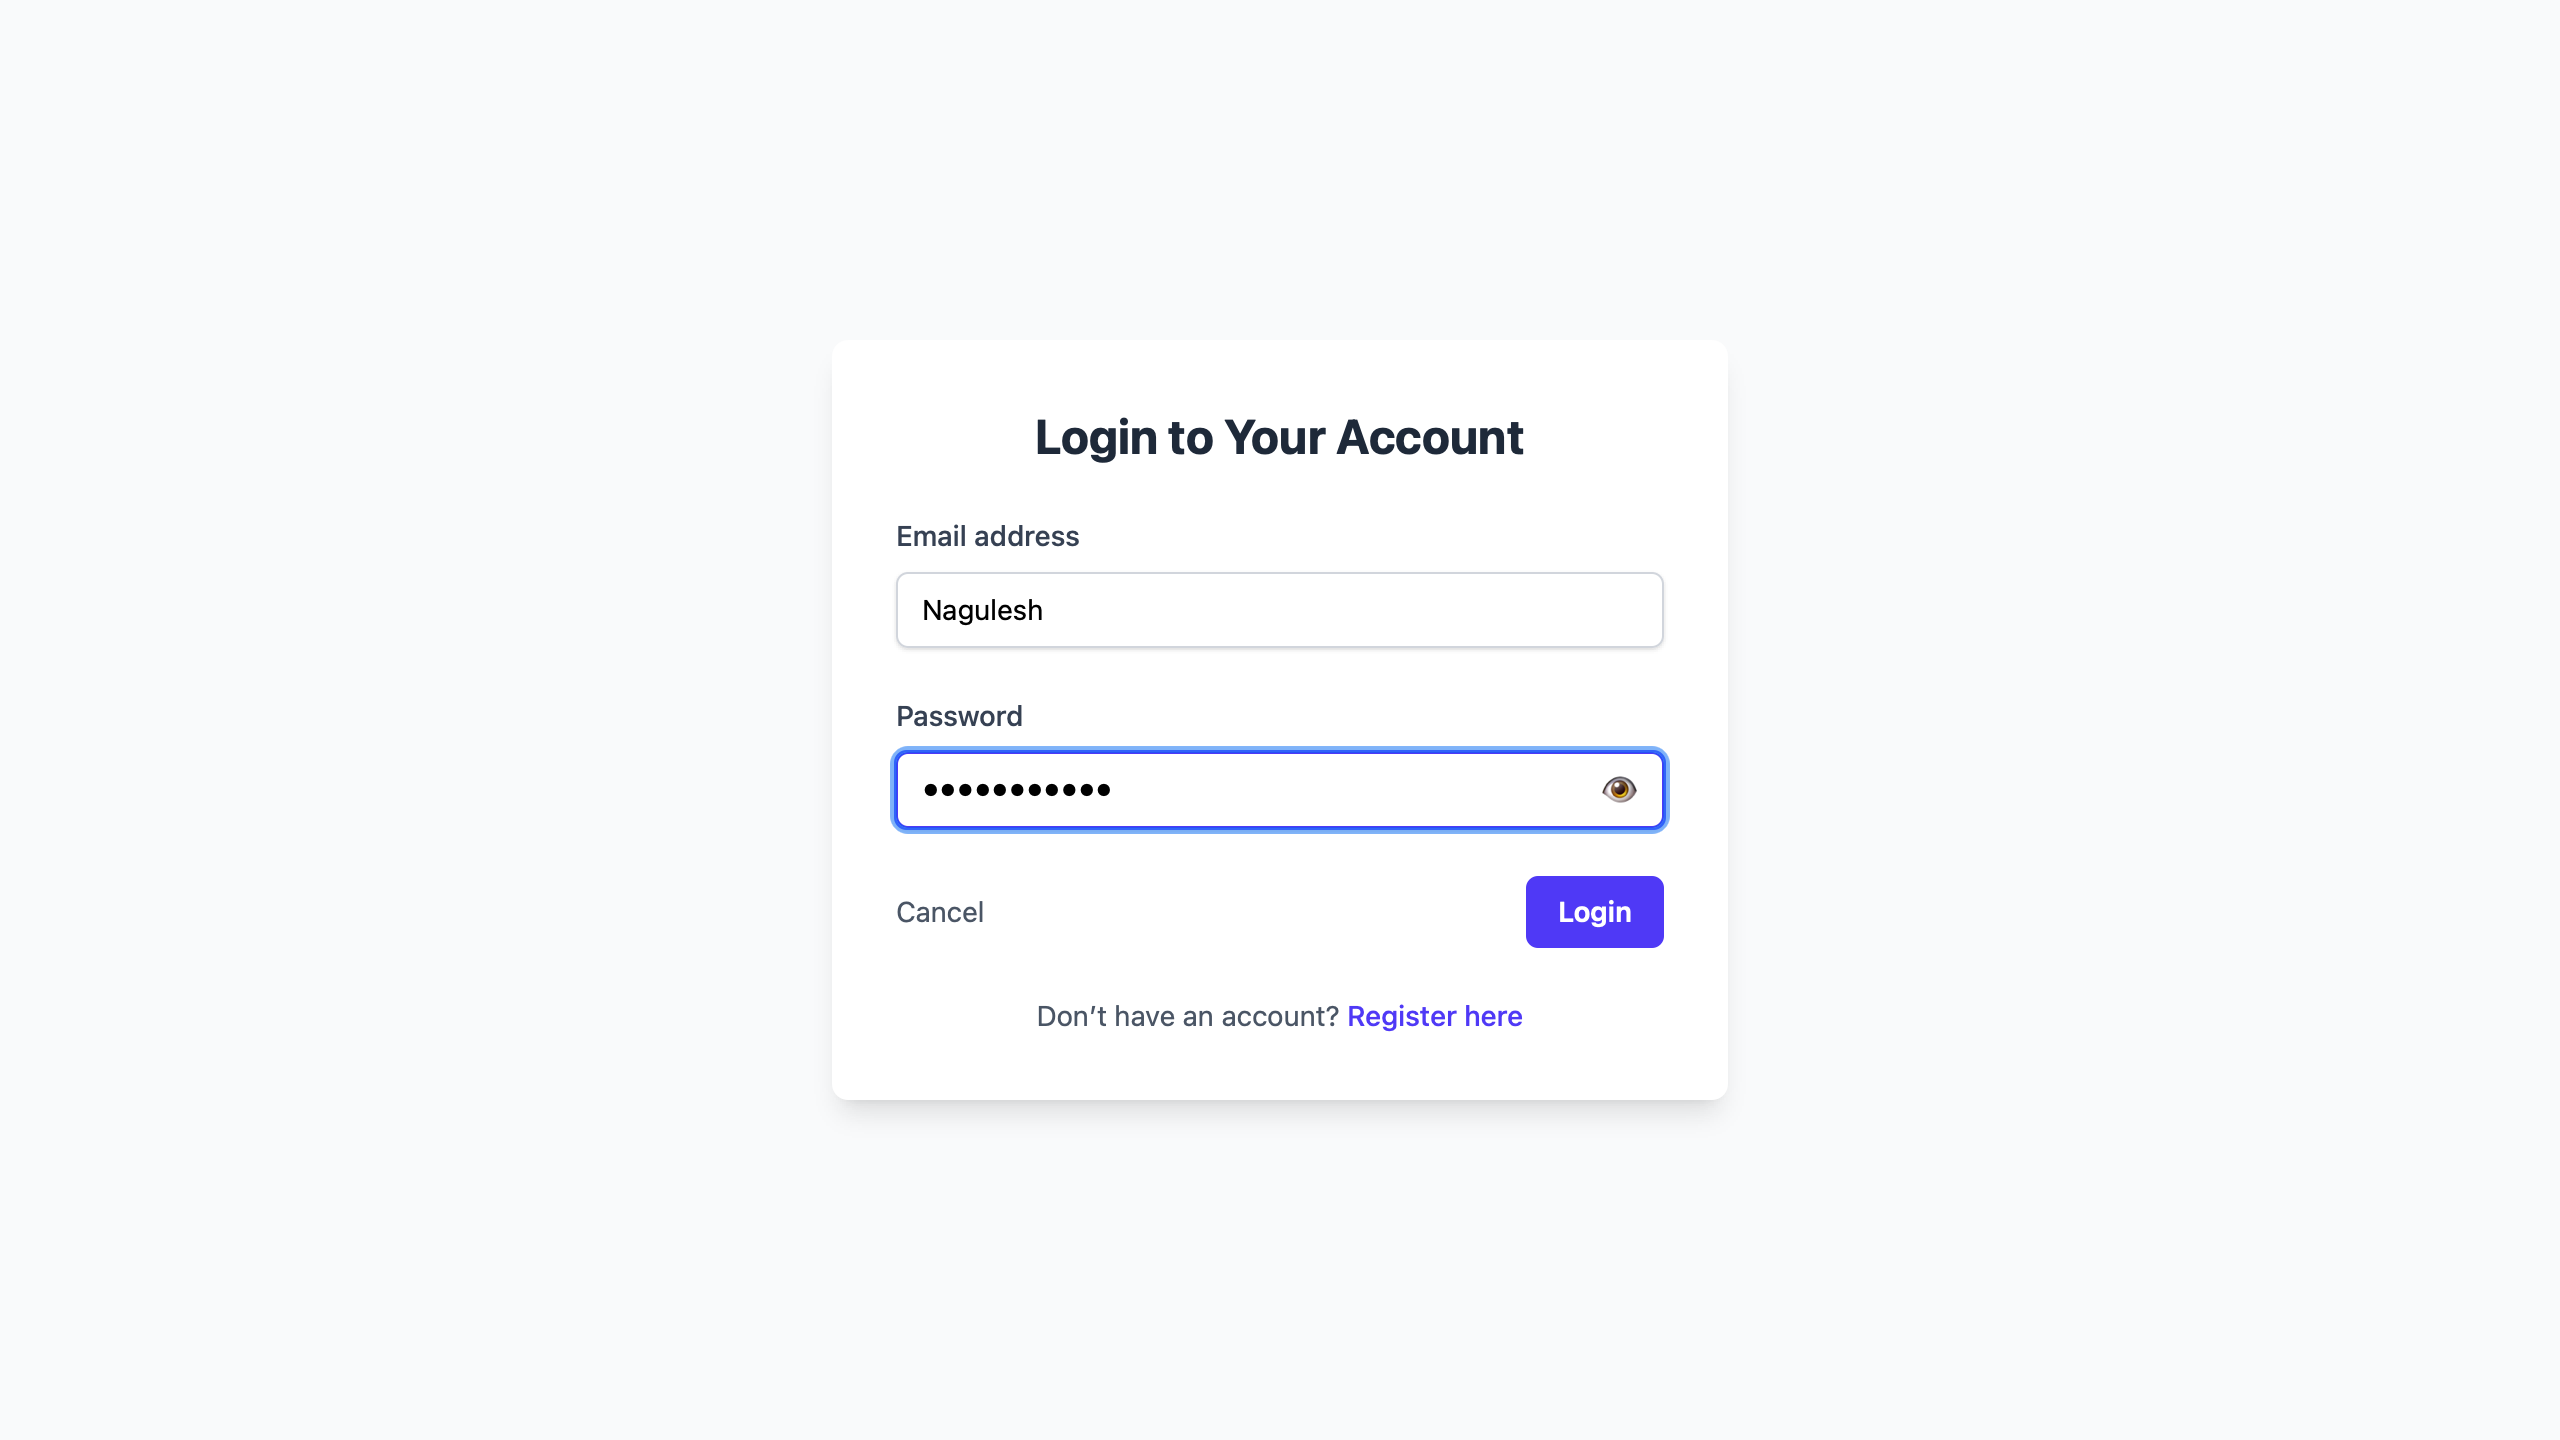 Login to Your Account
Email address
Nagulesh
Password
Cancel
Login
Don’t have an account? Register here